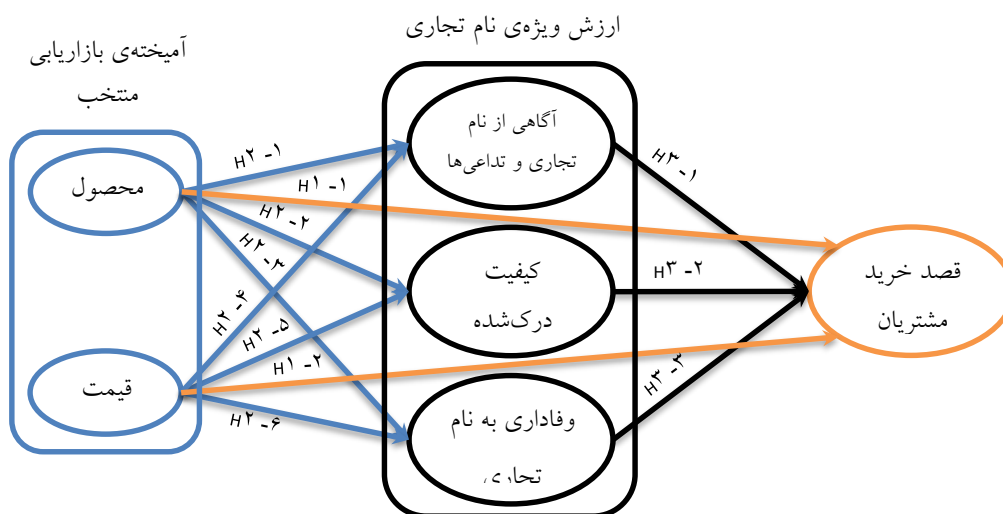 ارزش ویژه‌ی نام تجاری
آمیخته‌ی بازاریابی
منتخب
محصول
قیمت
آگاهی از نام
تجاری و تداعی‌ها
کیفیت
درک‌شده
وفاداری به نام
تجاری
قصد خرید
مشتریان
H۲ -۱
H۱ -۱
H۲ -۲
H۲ -۳
H۲ -۴
H۲ -۵
H۱ -۲
H۲ -۶
H۳ -۱
H۳ -۲
H۳ -۳